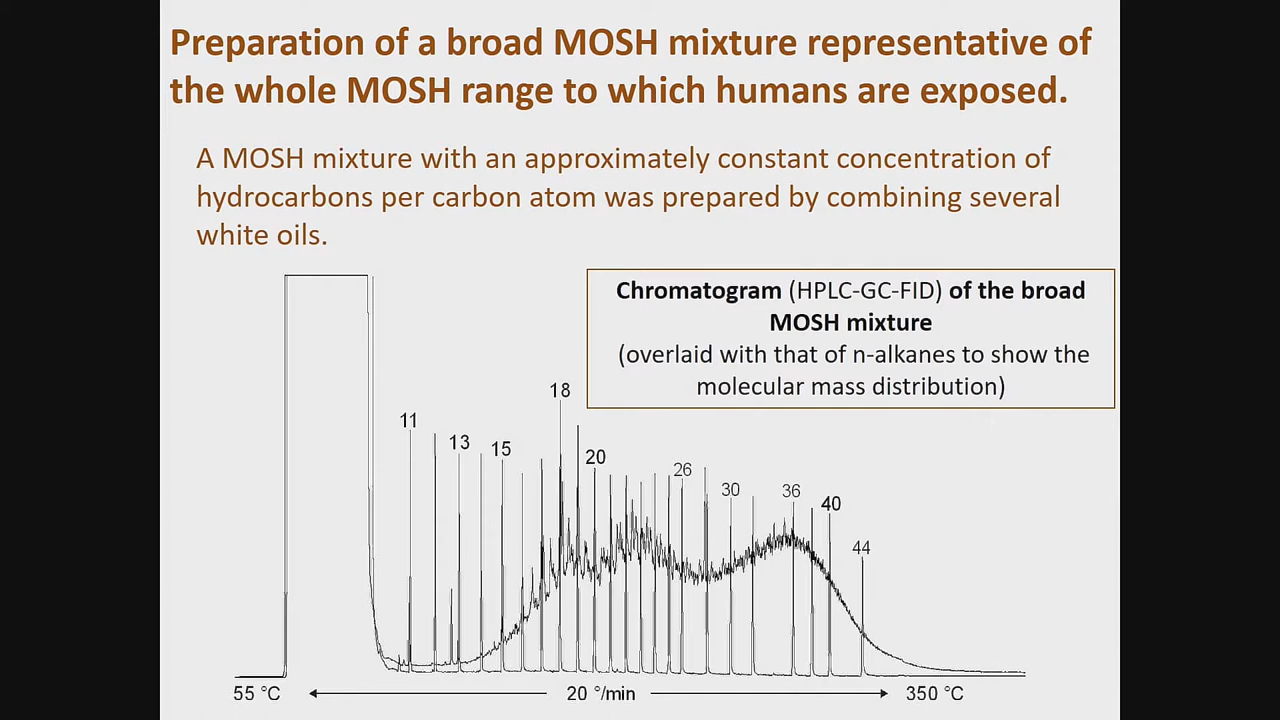 Preparation of a broad MOSH mixture representative of
the whole MOSH range to which humans are exposed.
A MOSH mixture with an approximately constant concentration of
hydrocarbons per carbon atom was prepared by combining several
white oils.
Chromatogram (HPLC-GC-FID) of the broad
MOSH mixture
(overlaid with that of n-alkanes to show the
molecular mass distribution)
11
13
15
18
20
26
30
36
40
44
55 °C
20 °/min
350 °C